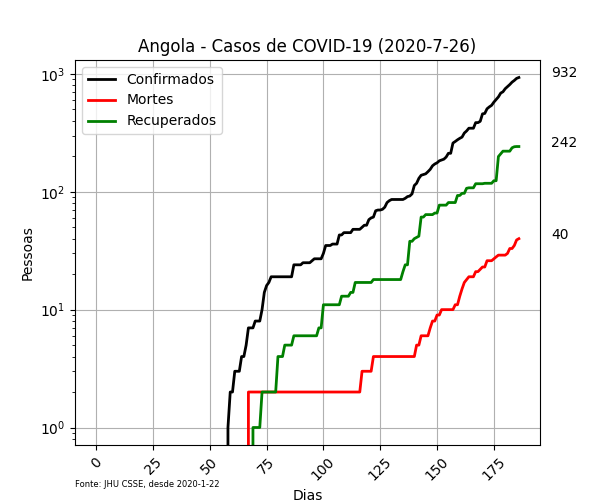 Angola - Casos de COVID-19 (2020-7-26)
Confirmados
Mortes
Recuperados
932
242
40
10³
10²
10¹
10⁰
Pessoas
0
25
50
75
100
125
150
175
Fonte: JHU CSSE, desde 2020-1-22
Dias